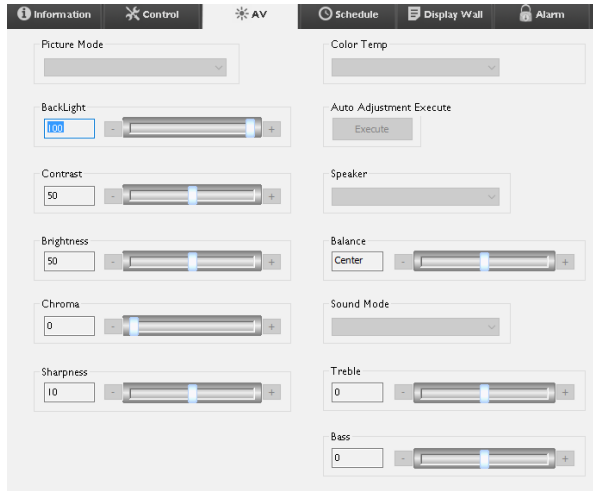 Information Control AV Schedule Display Wall Alarm
Picture Mode
Color Temp
BackLight
100 - +
Auto Adjustment Execute
Execute
Contrast
50 - +
Speaker
Brightness
50 - +
Balance
Center - +
Chroma
0 - +
Sound Mode
Sharpness
10 - +
Treble
0 - +
Bass
0 - +